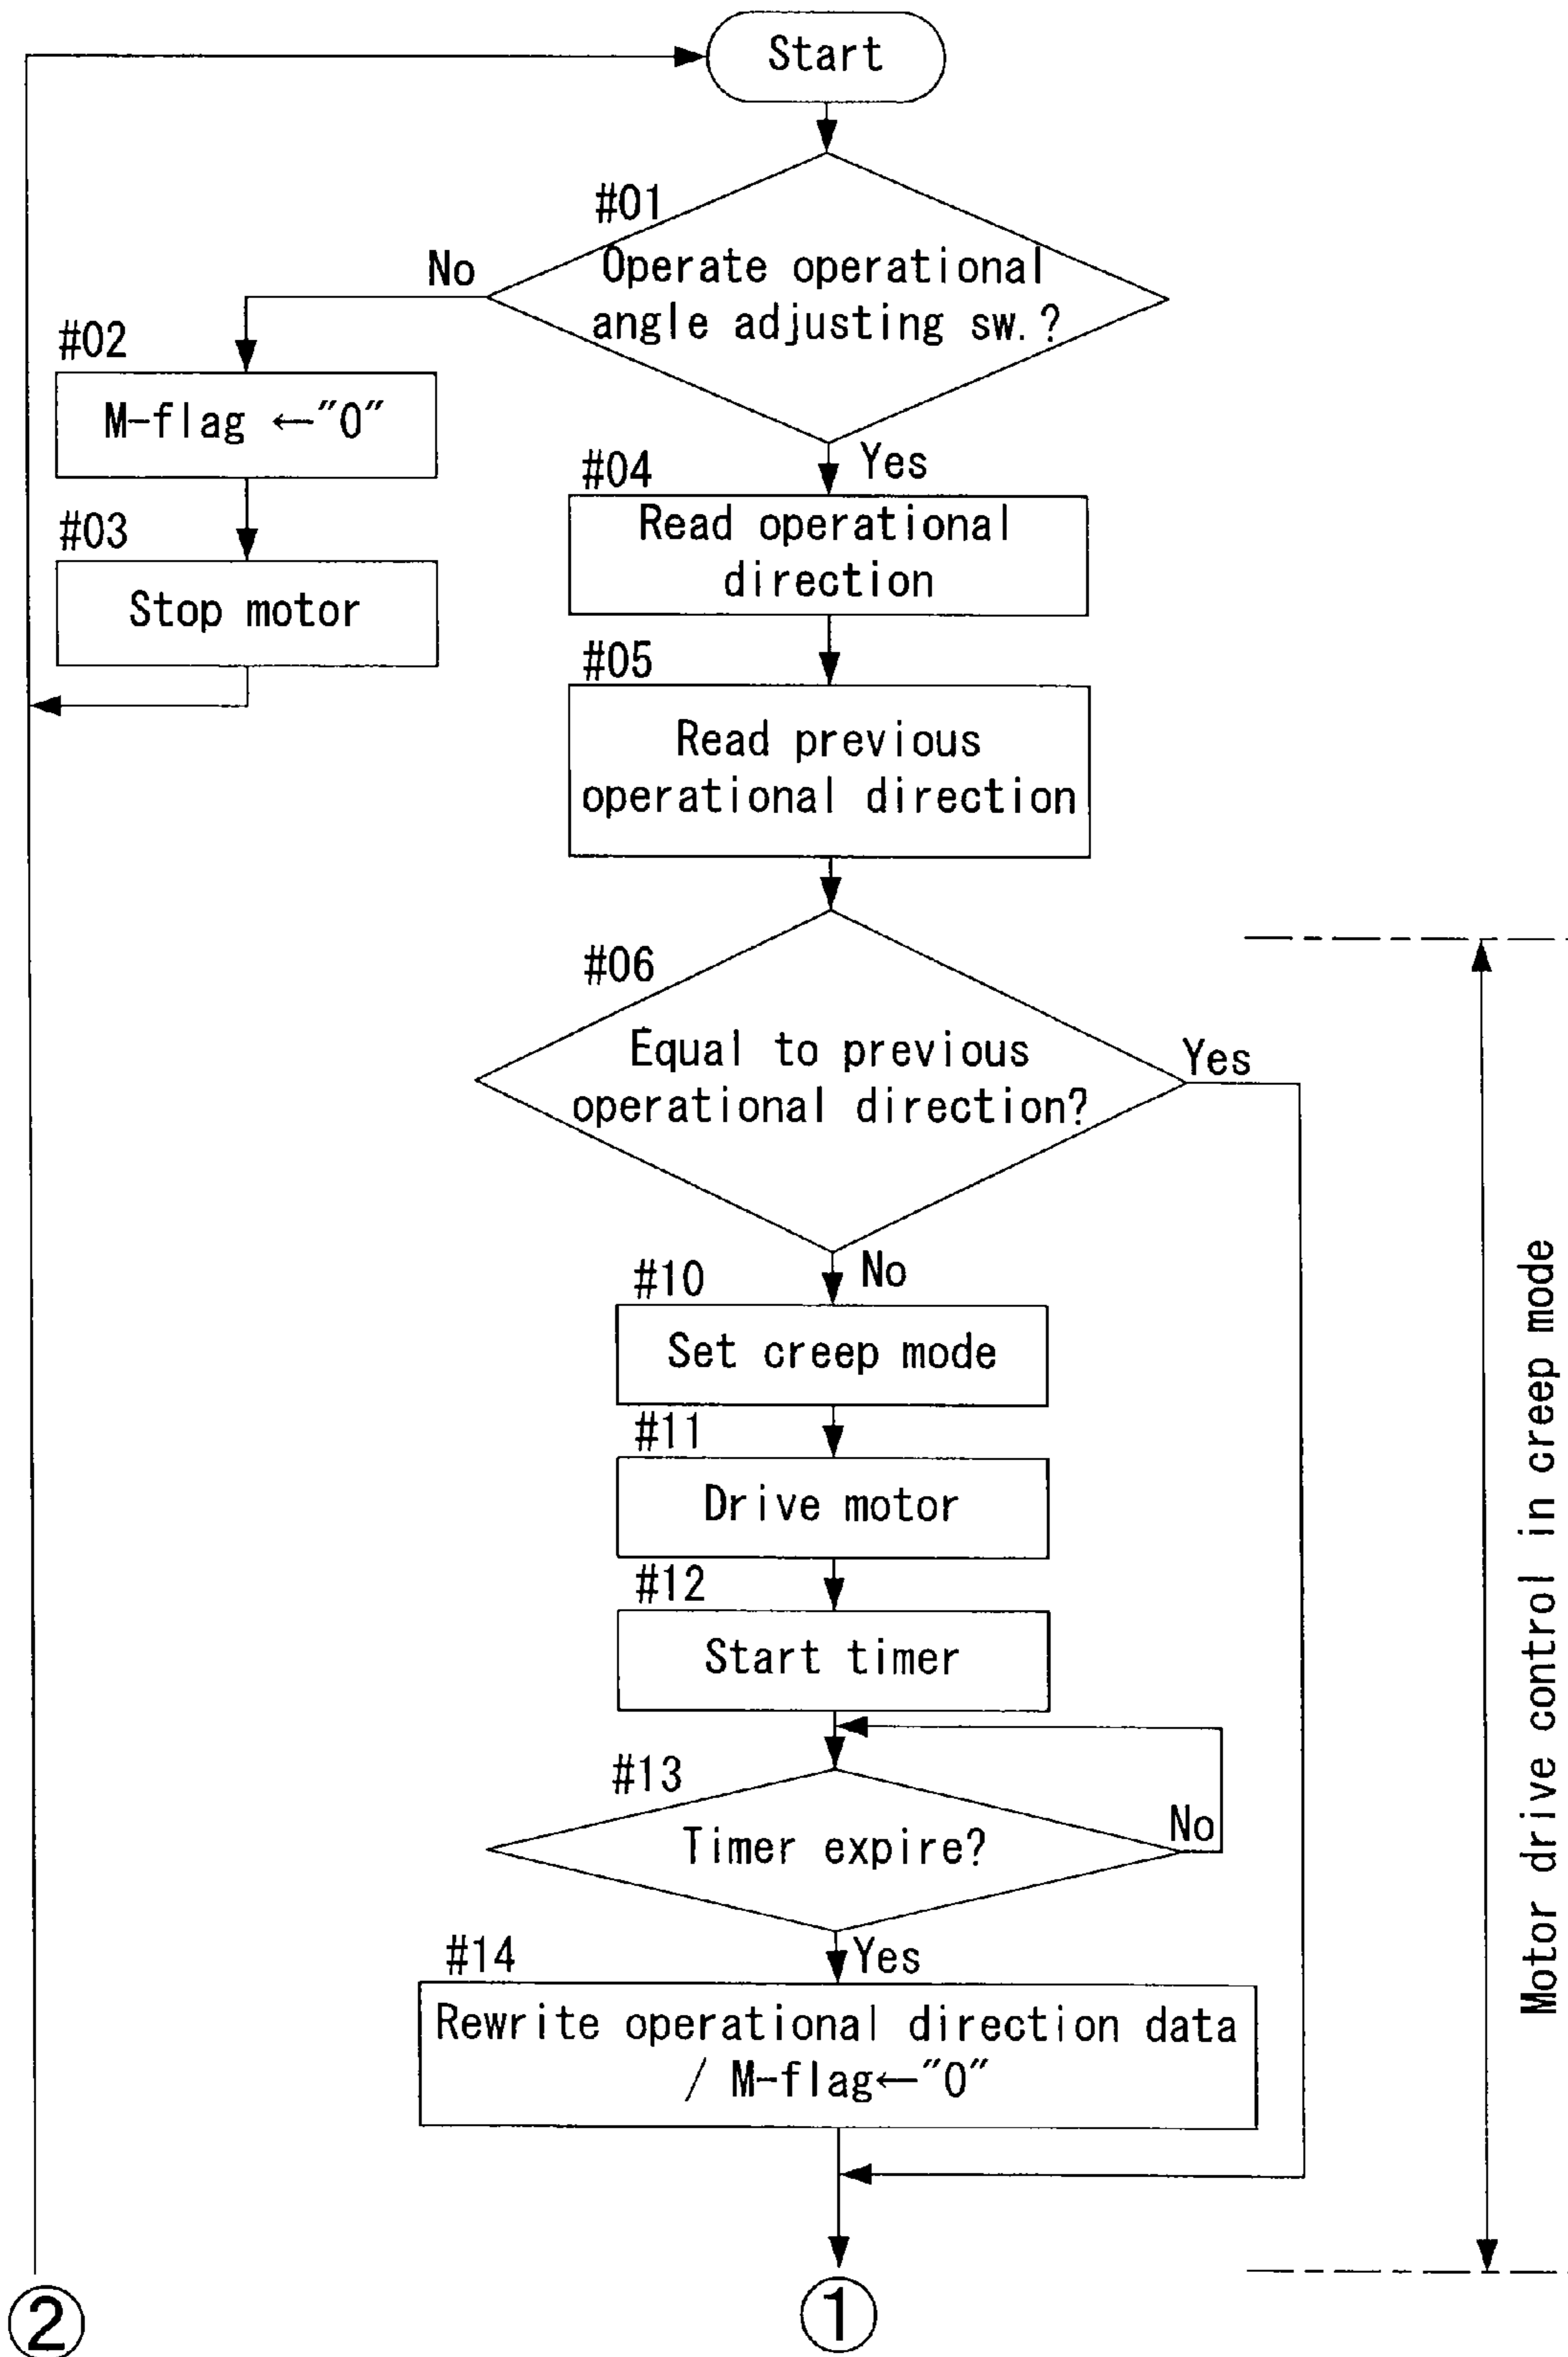 Start
#01
Operate operational
angle adjusting sw.?
No
Yes
#02
M-flag ←"0"
#03
Stop motor
#04
Read operational
direction
#05
Read previous
operational direction
#06
Equal to previous
operational direction?
Yes
No
#10
Set creep mode
#11
Drive motor
#12
Start timer
#13
Timer expire?
No
Yes
#14
Rewrite operational direction data
/ M-flag←"0"
Motor drive control in creep mode
②
①